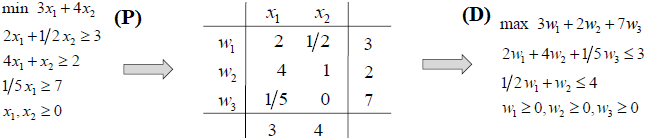 min 3x₁ + 4x₂
2x₁ + 1/2 x₂ ≥ 3
4x₁ + x₂ ≥ 2
1/5 x₁ ≥ 7
x₁, x₂ ≥ 0
(P)
x₁ x₂
w₁ 2 1/2 3
w₂ 4 1 2
w₃ 1/5 0 7
3 4
(D)
max 3w₁ + 2w₂ + 7w₃
2w₁ + 4w₂ + 1/5 w₃ ≤ 3
1/2 w₁ + w₂ ≤ 4
w₁ ≥ 0, w₂ ≥ 0, w₃ ≥ 0